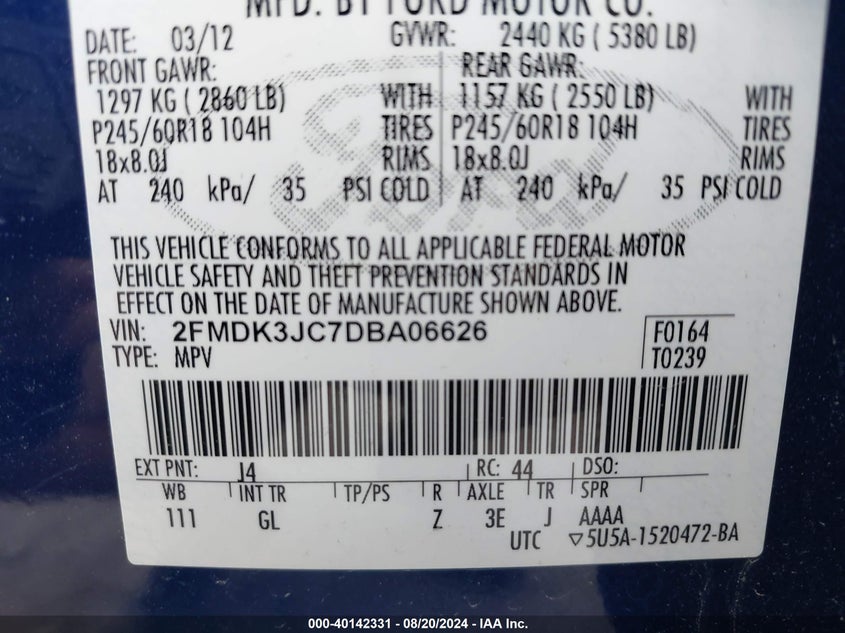 MFD. BY FORD MOTOR CO.
DATE: 03/12 GVWR: 2440 KG ( 5380 LB)
FRONT GAWR: REAR GAWR:
1297 KG ( 2860 LB) WITH 1157 KG ( 2550 LB) WITH
P245/60R18 104H TIRES P245/60R18 104H TIRES
18x8.0J RIMS 18x8.0J RIMS
AT 240 kPa/ 35 PSI COLD AT 240 kPa/ 35 PSI COLD
THIS VEHICLE CONFORMS TO ALL APPLICABLE FEDERAL MOTOR
VEHICLE SAFETY AND THEFT PREVENTION STANDARDS IN
EFFECT ON THE DATE OF MANUFACTURE SHOWN ABOVE.
VIN: 2FMDK3JC7DBA06626 F0164
TYPE: MPV T0239
EXT PNT: J4 RC: 44 DSO:
WB INT TR TP/PS R AXLE TR SPR
111 GL Z 3E J AAAA
UTC ▽5U5A-1520472-BA
000-40142331 - 08/20/2024 - IAA Inc.